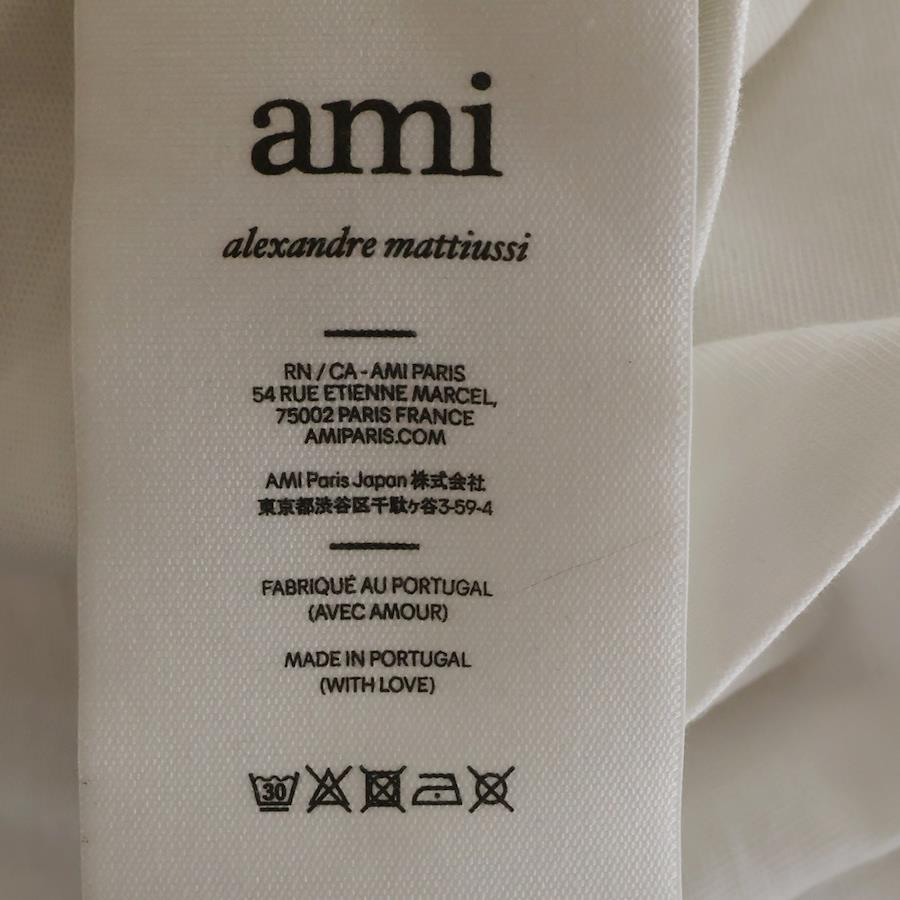 ami
alexandre mattiussi
RN / CA - AMI PARIS
54 RUE ETIENNE MARCEL,
75002 PARIS FRANCE
AMIPARIS.COM
AMI Paris Japan 株式会社
東京都渋谷区千駄ヶ谷3-59-4
FABRIQUÉ AU PORTUGAL
(AVEC AMOUR)
MADE IN PORTUGAL
(WITH LOVE)
30